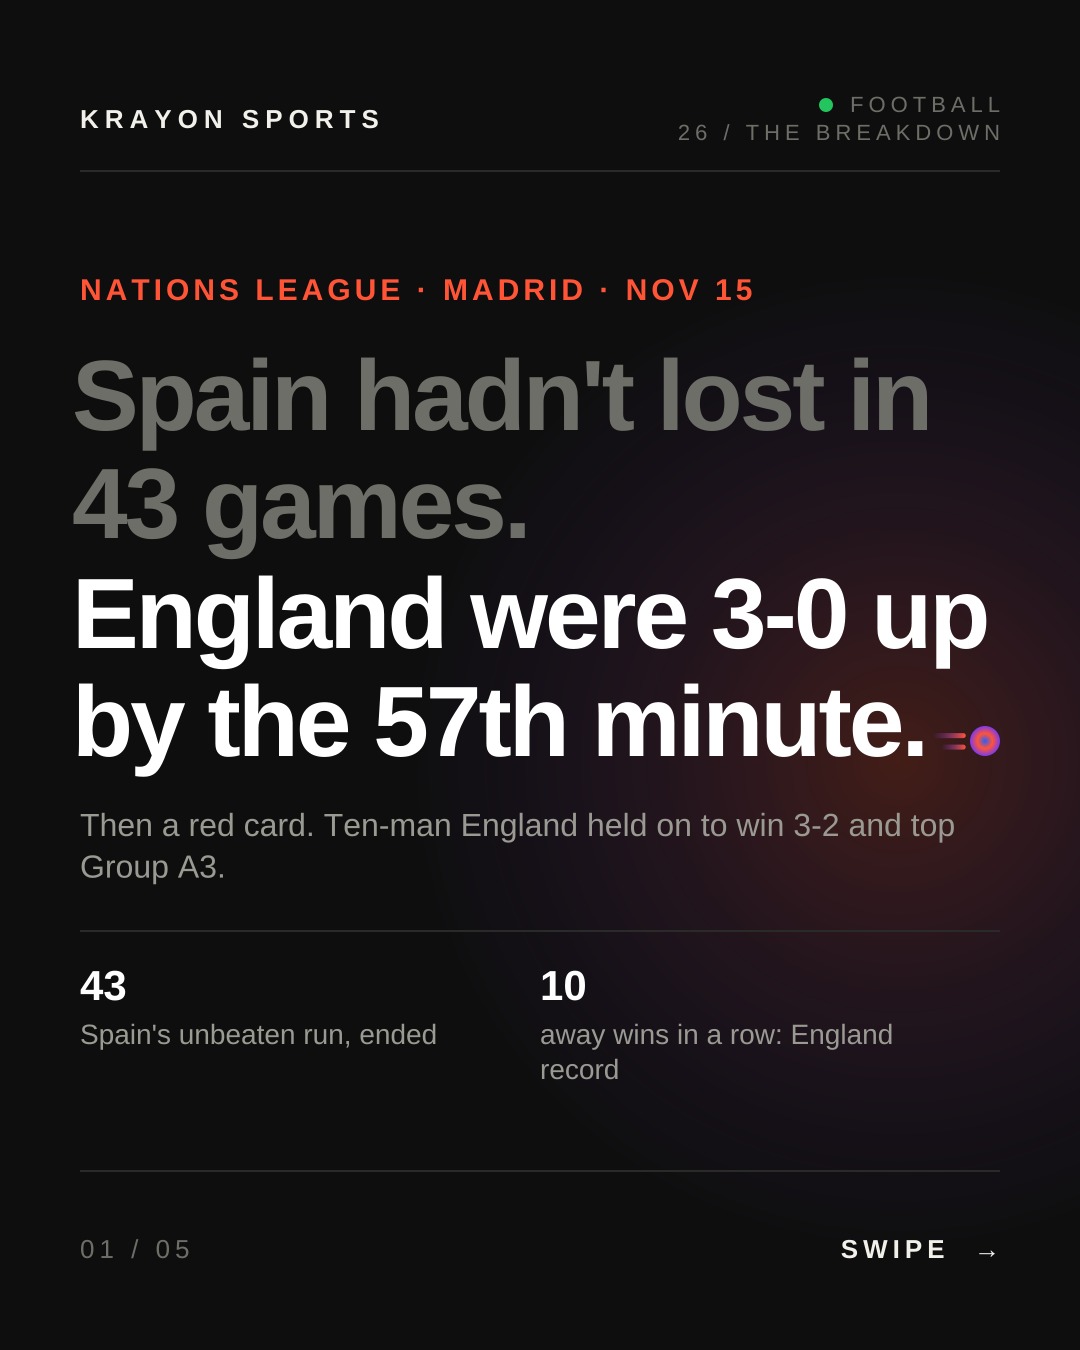 KRAYON SPORTS
FOOTBALL
26 / THE BREAKDOWN
NATIONS LEAGUE · MADRID · NOV 15
Spain hadn't lost in
43 games.
England were 3-0 up
by the 57th minute.
Then a red card. Ten-man England held on to win 3-2 and top
Group A3.
43
Spain's unbeaten run, ended
10
away wins in a row: England
record
01 / 05
SWIPE →